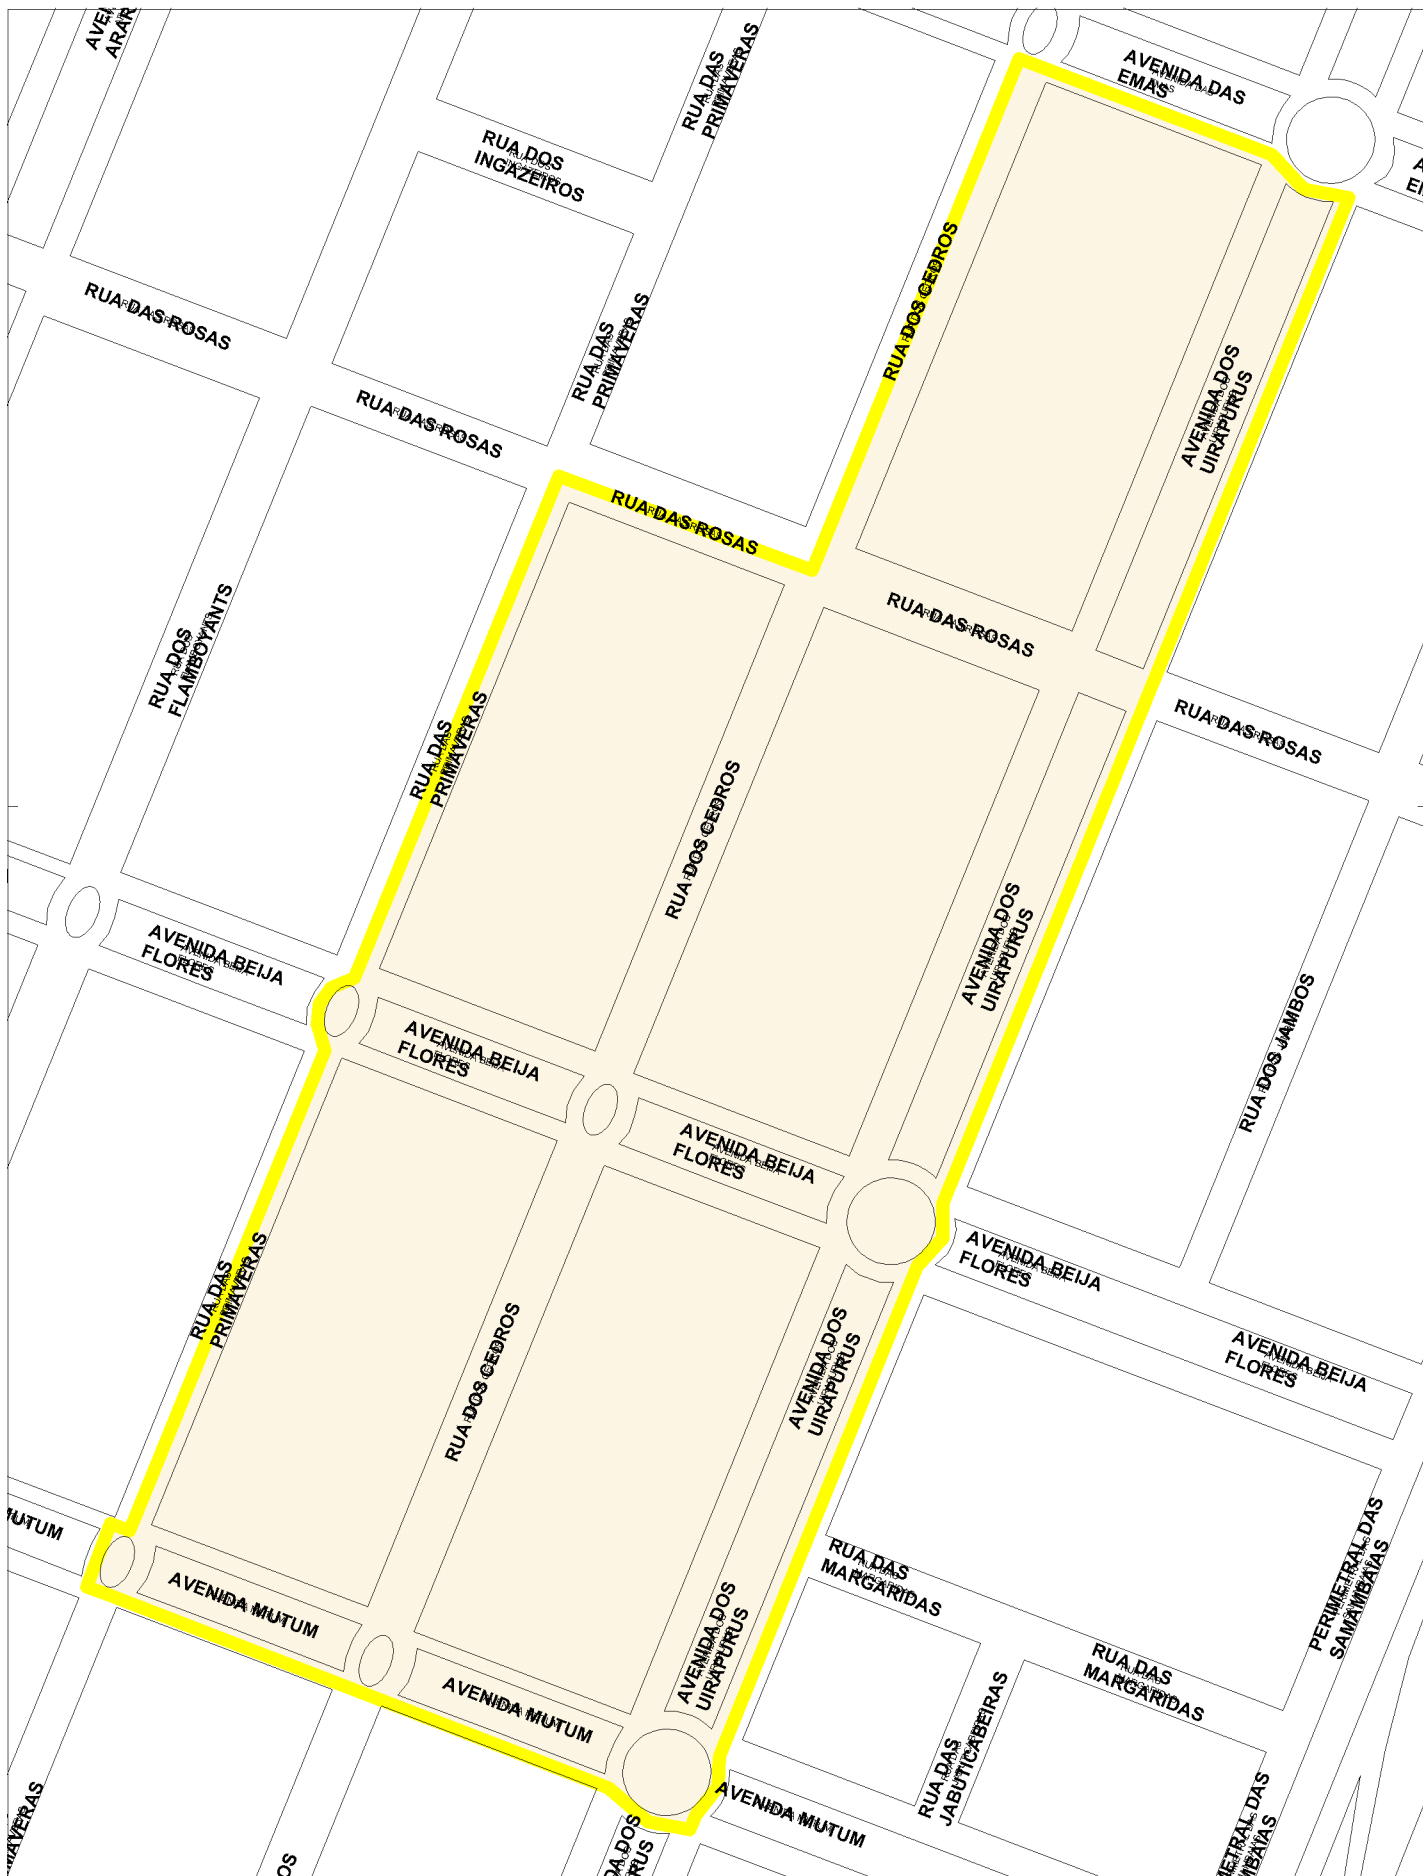 AVENIDA DAS
EMAS
RUA DAS
PRIMAVERAS
RUA DOS
INGAZEIROS
RUA DOS CEDROS
RUA DAS ROSAS
RUA DAS
PRIMAVERAS
AVENIDA DOS
UIRAPURUS
RUA DAS ROSAS
RUA DAS ROSAS
RUA DAS ROSAS
RUA DOS
FLAMBOYANTS
RUA DAS
PRIMAVERAS
RUA DAS ROSAS
RUA DOS CEDROS
AVENIDA DOS
UIRAPURUS
AVENIDA BEIJA
FLORES
AVENIDA BEIJA
FLORES
RUA DOS JAMBOS
AVENIDA BEIJA
FLORES
AVENIDA BEIJA
FLORES
RUA DAS
PRIMAVERAS
RUA DOS CEDROS
AVENIDA DOS
UIRAPURUS
AVENIDA BEIJA
FLORES
MUTUM
RUA DAS
MARGARIDAS
PERIMETRAL DAS
SAMAMBAIAS
AVENIDA MUTUM
AVENIDA DOS
UIRAPURUS
RUA DAS
MARGARIDAS
AVENIDA MUTUM
RUA DAS
JABUTICABEIRAS
AVENIDA MUTUM